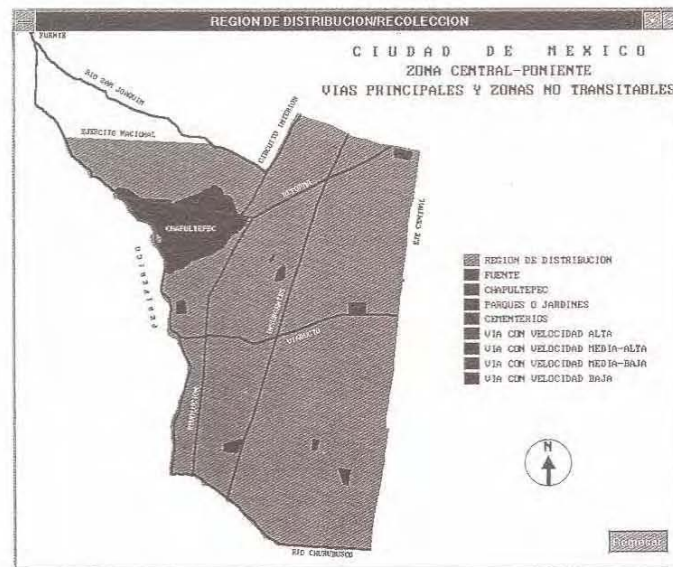 REGION DE DISTRIBUCION/RECOLECCION
FUENTE
CIUDAD DE MEXICO
ZONA CENTRAL-PONIENTE
VIAS PRINCIPALES Y ZONAS NO TRANSITABLES
RIO SAN JOAQUIN
EJERCITO NACIONAL
CIRCUITO INTERIOR
REFORMA
EJE CENTRAL
CHAPULTEPEC
PERIFERICO
INSURGENTES
VIADUCTO
REGION DE DISTRIBUCION
FUENTE
CHAPULTEPEC
PARQUES O JARDINES
CEMENTERIOS
VIA CON VELOCIDAD ALTA
VIA CON VELOCIDAD MEDIA-ALTA
VIA CON VELOCIDAD MEDIA-BAJA
VIA CON VELOCIDAD BAJA
N
RIO CHURUBUSCO
Regresar